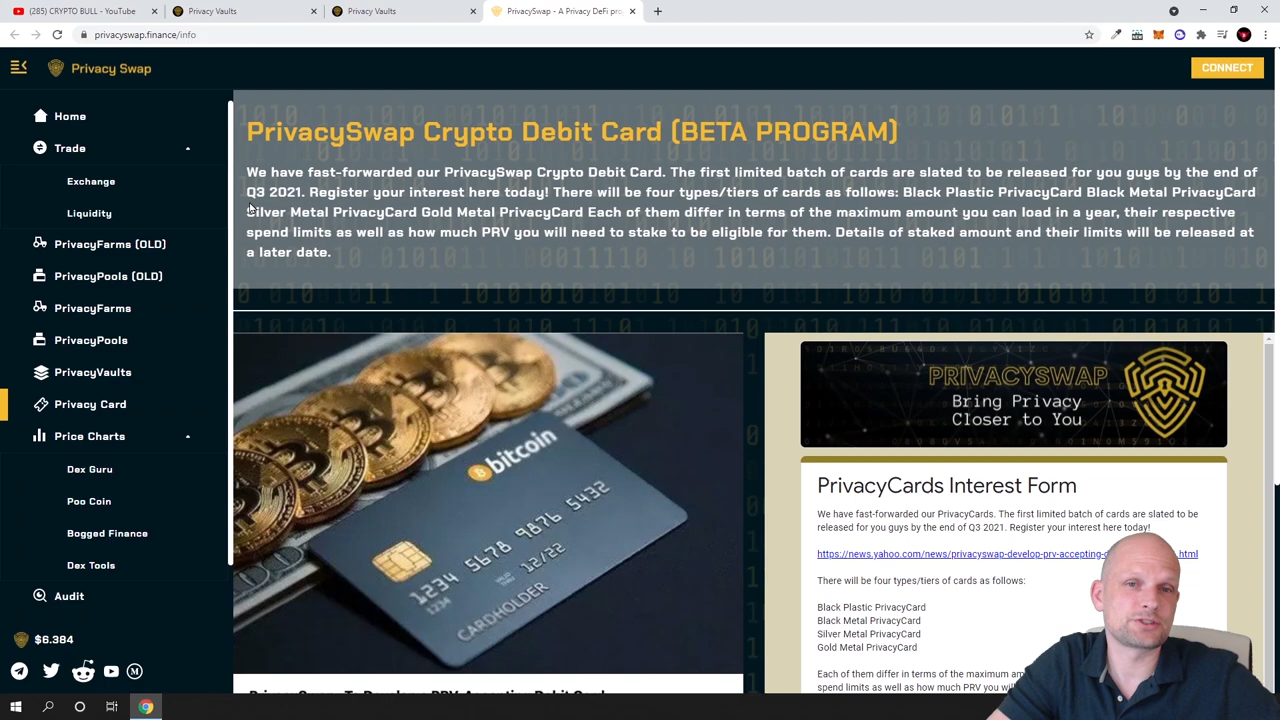 (285) CRYPTO BULL - YouTube
Privacy Vaults
Privacy Vaults
PrivacySwap - A Privacy DeFi pro
privacyswap.finance/info
Privacy Swap
CONNECT
Home
Trade
Exchange
Liquidity
PrivacyFarms (OLD)
PrivacyPools (OLD)
PrivacyFarms
PrivacyPools
PrivacyVaults
Privacy Card
Price Charts
Dex Guru
Poo Coin
Bogged Finance
Dex Tools
Audit
$6.384
PrivacySwap Crypto Debit Card (BETA PROGRAM)
We have fast-forwarded our PrivacySwap Crypto Debit Card. The first limited batch of cards are slated to be released for you guys by the end of
Q3 2021. Register your interest here today! There will be four types/tiers of cards as follows: Black Plastic PrivacyCard Black Metal PrivacyCard
Silver Metal PrivacyCard Gold Metal PrivacyCard Each of them differ in terms of the maximum amount you can load in a year, their respective
spend limits as well as how much PRV you will need to stake to be eligible for them. Details of staked amount and their limits will be released at
a later date.
bitcoin
1234 5678 9876 5432
1234
VALID THRU 12/22
CARDHOLDER
PRIVACYSWAP
Bring Privacy
Closer to You
PrivacyCards Interest Form
We have fast-forwarded our PrivacyCards. The first limited batch of cards are slated to be
released for you guys by the end of Q3 2021. Register your interest here today!
https://news.yahoo.com/news/privacyswap-develop-prv-accepting-d html
There will be four types/tiers of cards as follows:
Black Plastic PrivacyCard
Black Metal PrivacyCard
Silver Metal PrivacyCard
Gold Metal PrivacyCard
Each of them differ in terms of the maximum am
spend limits as well as how much PRV you will